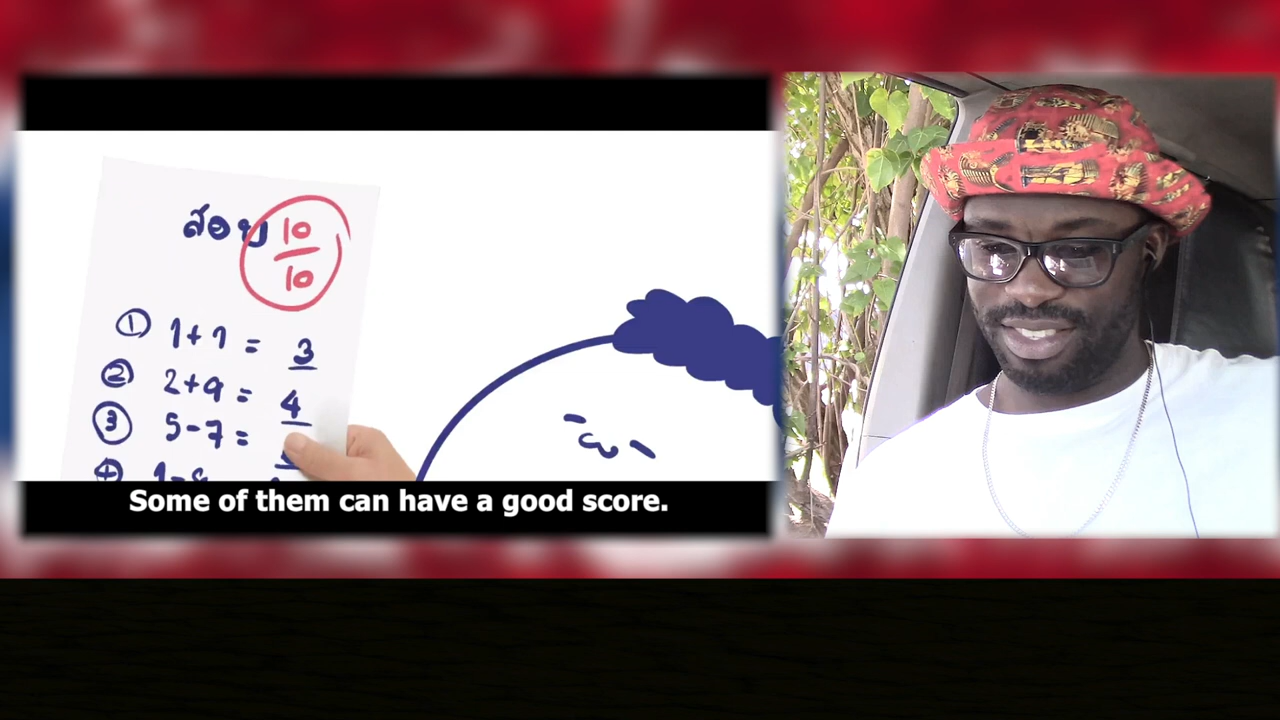 สอบ 10
10
① 1+1 = 3
② 2+9 = 4
③ 5-7 =
④
Some of them can have a good score.